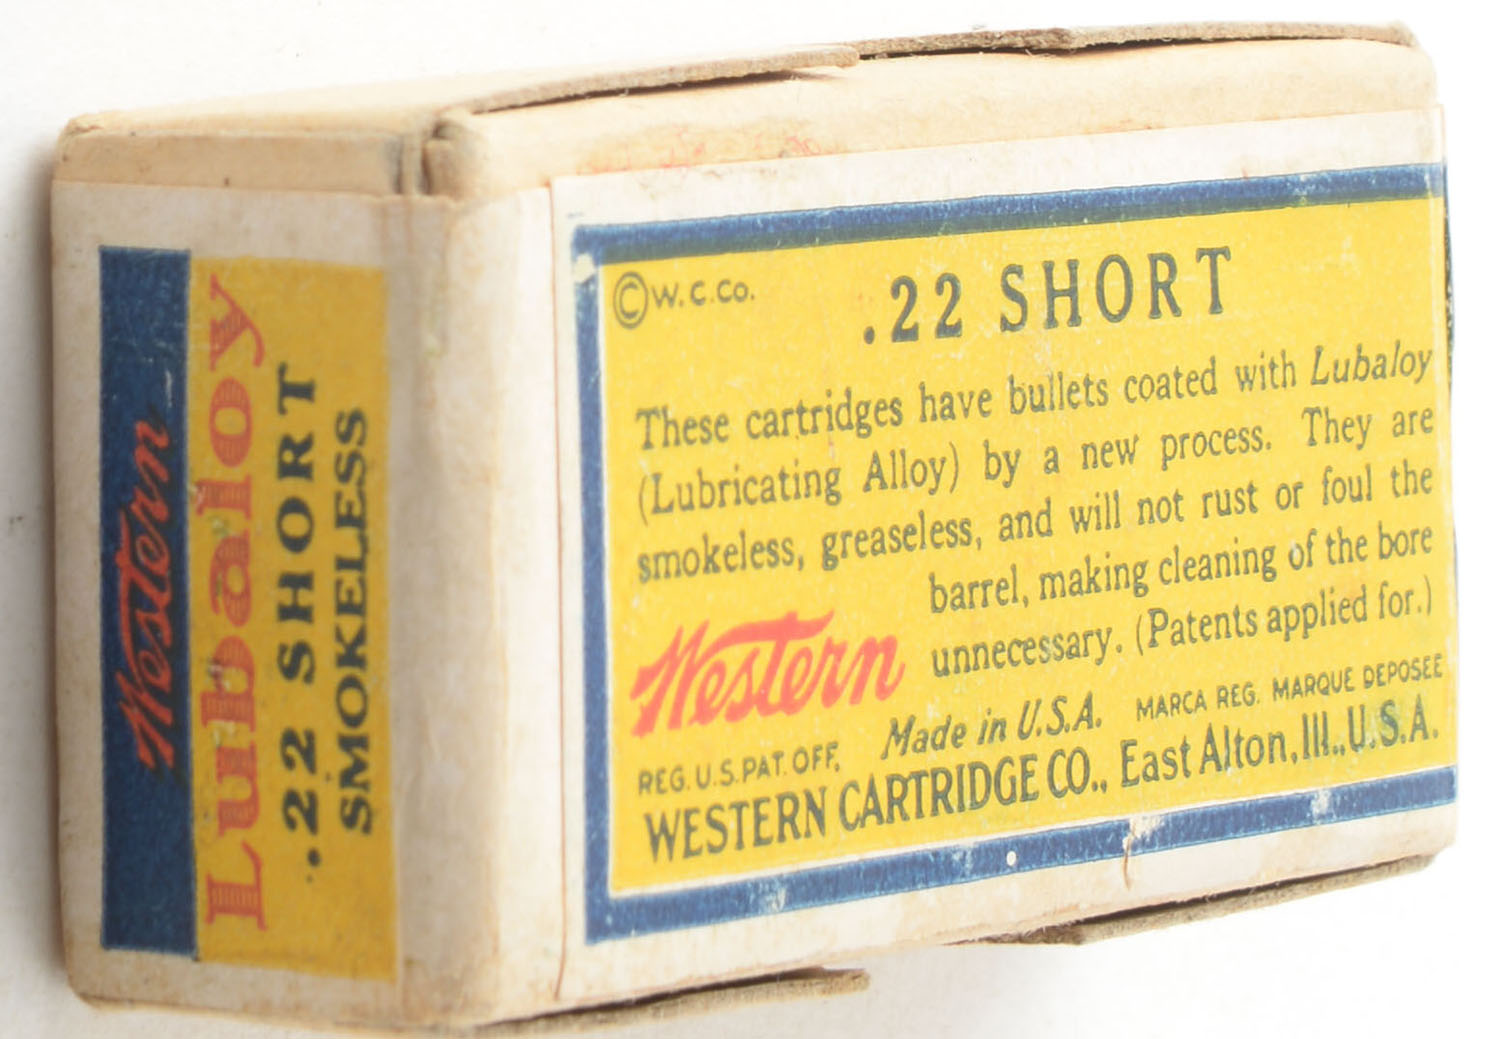 Western
Lubaloy
.22 SHORT
SMOKELESS
©W.C.Co.
.22 SHORT
These cartridges have bullets coated with Lubaloy
(Lubricating Alloy) by a new process. They are
smokeless, greaseless, and will not rust or foul the
barrel, making cleaning of the bore
unnecessary. (Patents applied for.)
Western
REG. U.S. PAT. OFF. Made in U.S.A. MARCA REG. MARQUE DEPOSEE
WESTERN CARTRIDGE CO., East Alton, Ill., U.S.A.